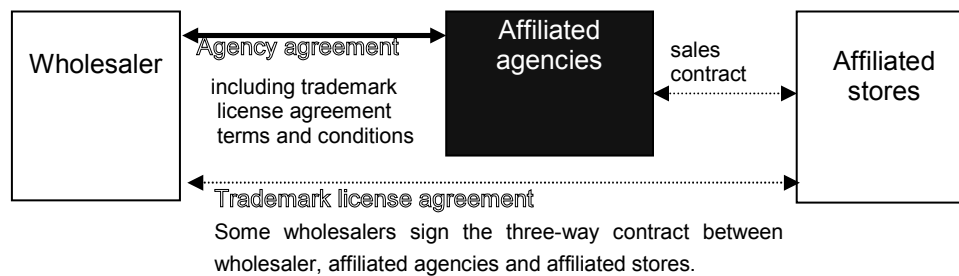 Wholesaler
Agency agreement
including trademark
license agreement
terms and conditions
Affiliated
agencies
sales
contract
Affiliated
stores
Trademark license agreement
Some wholesalers sign the three-way contract between
wholesaler, affiliated agencies and affiliated stores.